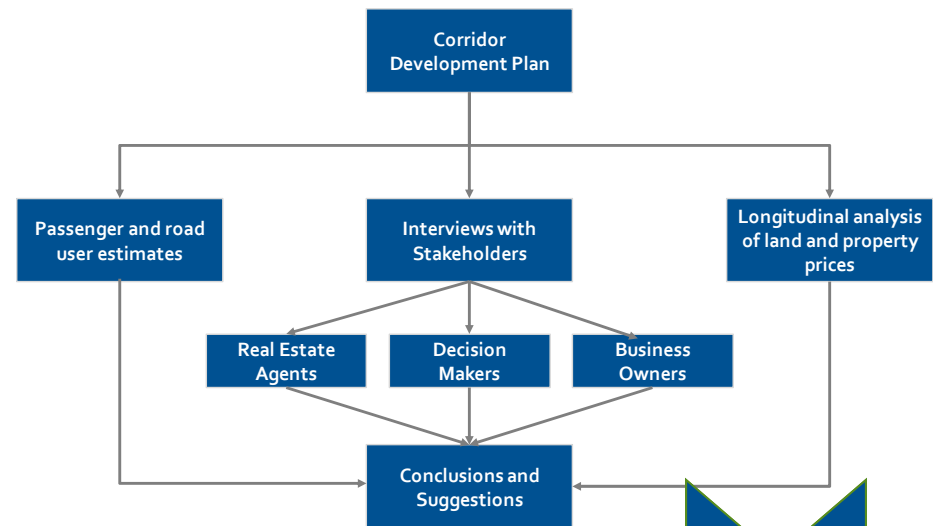 Corridor
Development Plan
Passenger and road
user estimates
Interviews with
Stakeholders
Longitudinal analysis
of land and property
prices
Real Estate
Agents
Decision
Makers
Business
Owners
Conclusions and
Suggestions